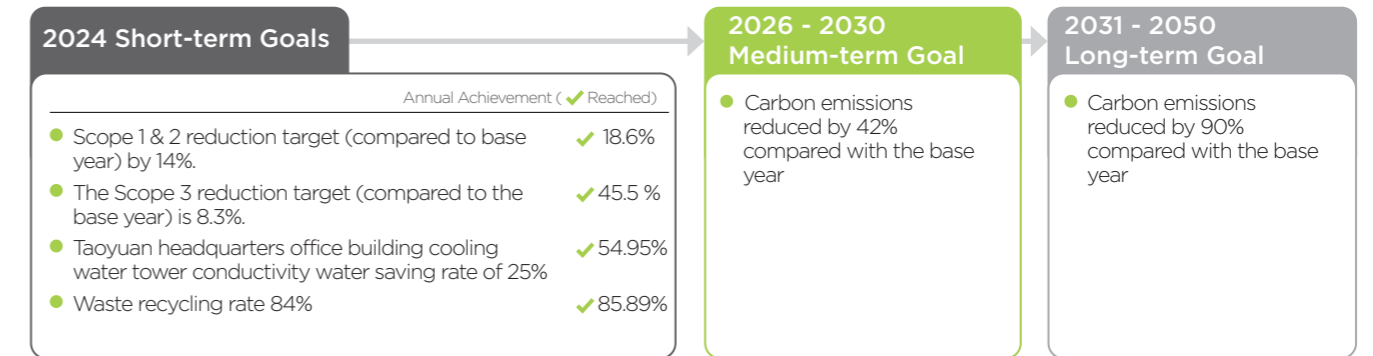 2024 Short-term Goals
Annual Achievement ( ✓ Reached)
Scope 1 & 2 reduction target (compared to base
year) by 14%.
✓ 18.6%
The Scope 3 reduction target (compared to the
base year) is 8.3%.
✓ 45.5 %
Taoyuan headquarters office building cooling
water tower conductivity water saving rate of 25%
✓ 54.95%
Waste recycling rate 84%
✓ 85.89%
2026 - 2030
Medium-term Goal
Carbon emissions
reduced by 42%
compared with the base
year
2031 - 2050
Long-term Goal
Carbon emissions
reduced by 90%
compared with the base
year